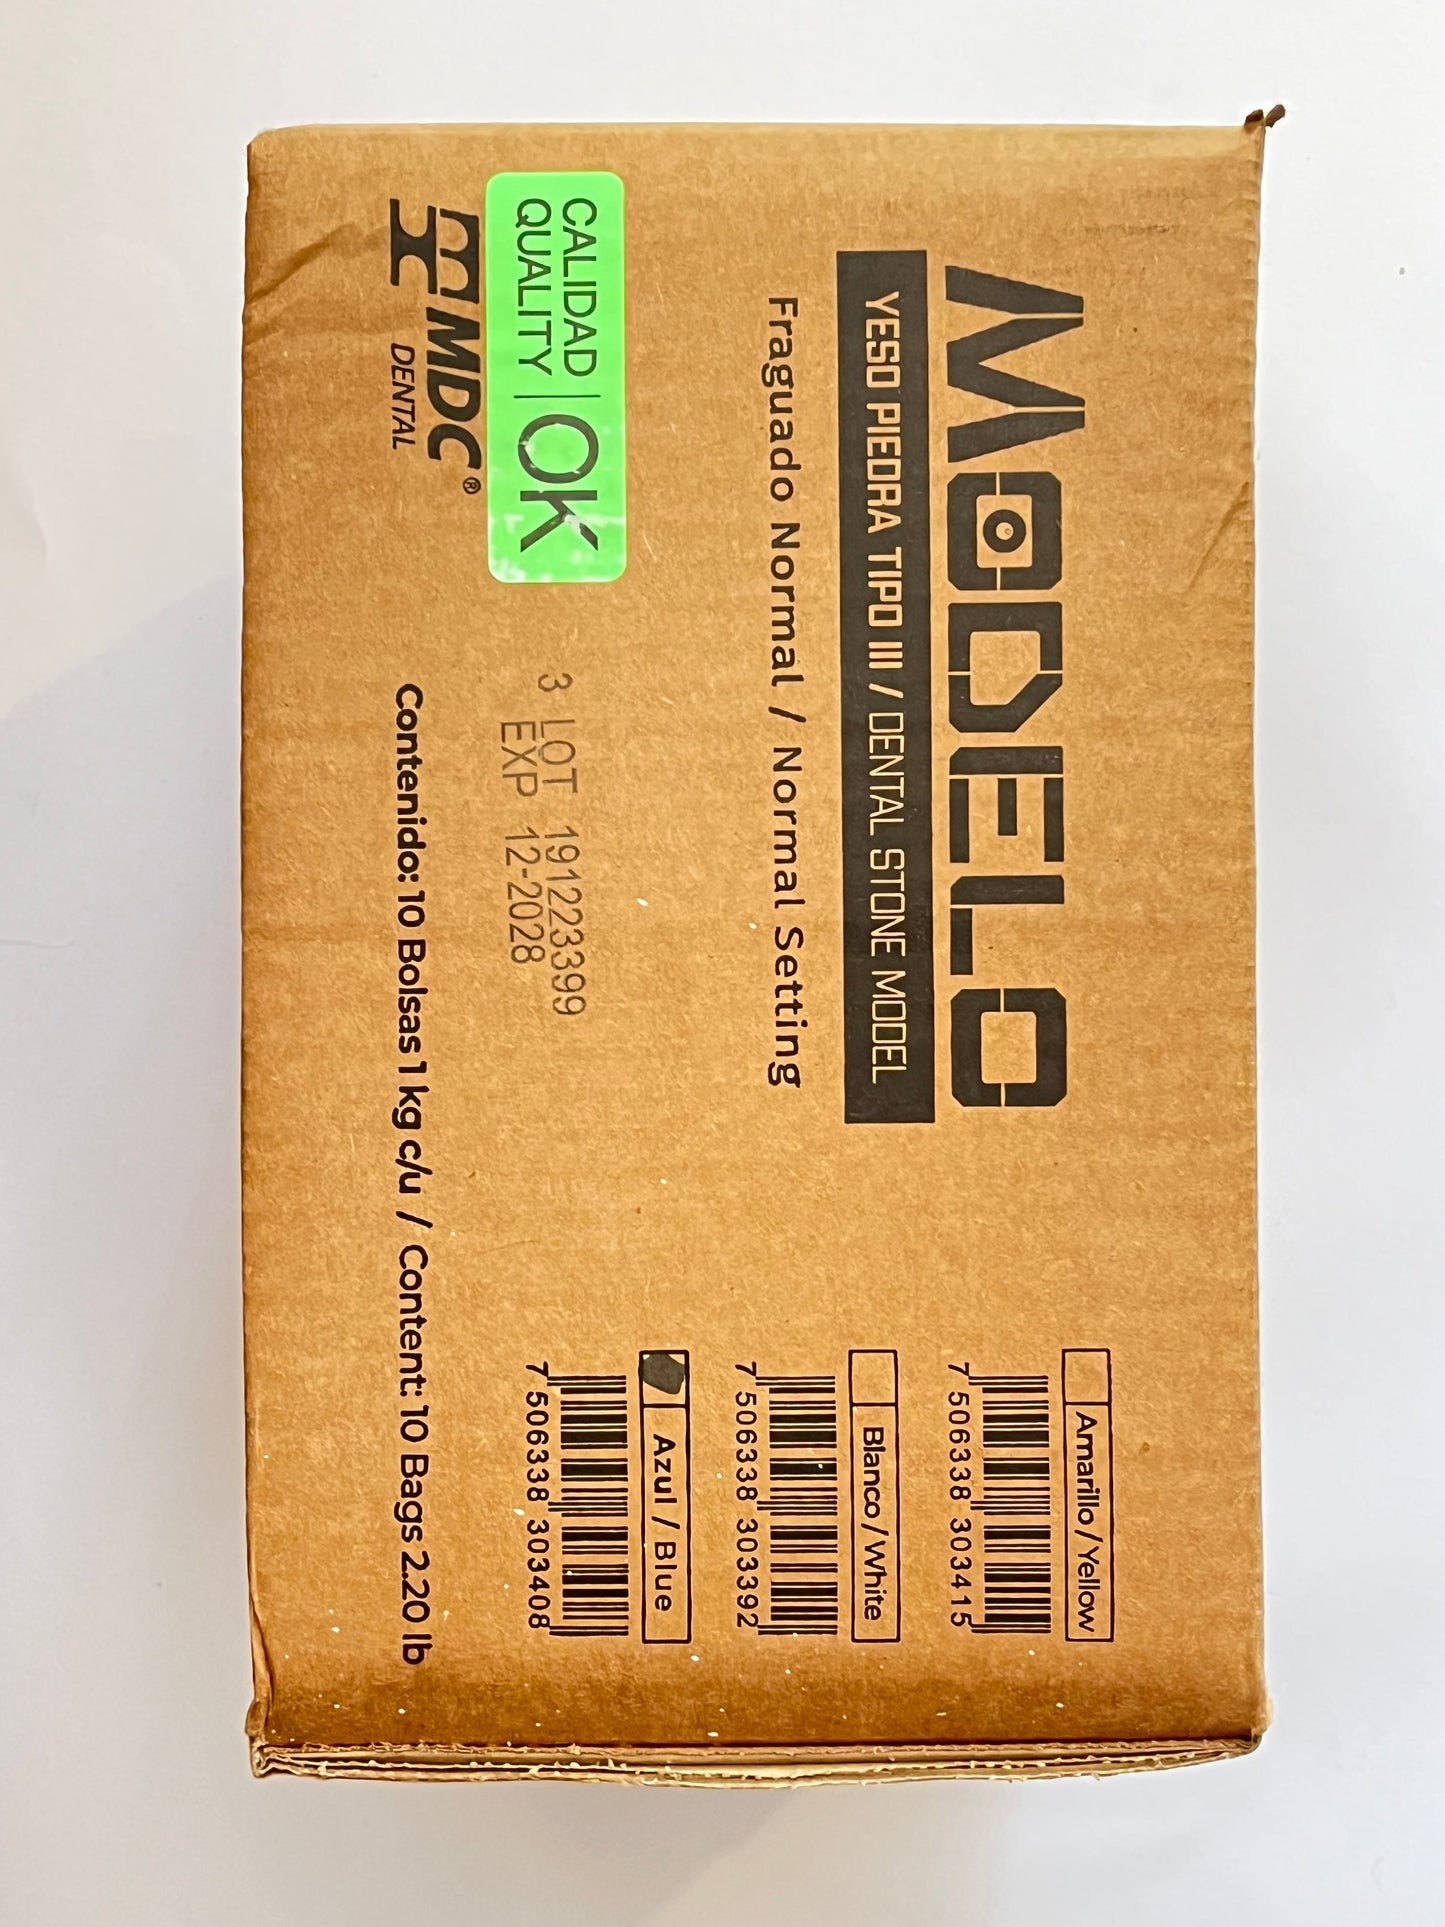 MODELO
YESO PIEDRA TIPO III / DENTAL STONE MODEL
Fraguado Normal / Normal Setting
Amarillo / Yellow
7 506338 303415
Blanco / White
7 506338 303392
Azul / Blue
7 506338 303408
CALIDAD
QUALITY
OK
3 LOT 191223399
EXP 12-2028
MDC®
DENTAL
Contenido: 10 Bolsas 1 kg c/u / Content: 10 Bags 2.20 lb